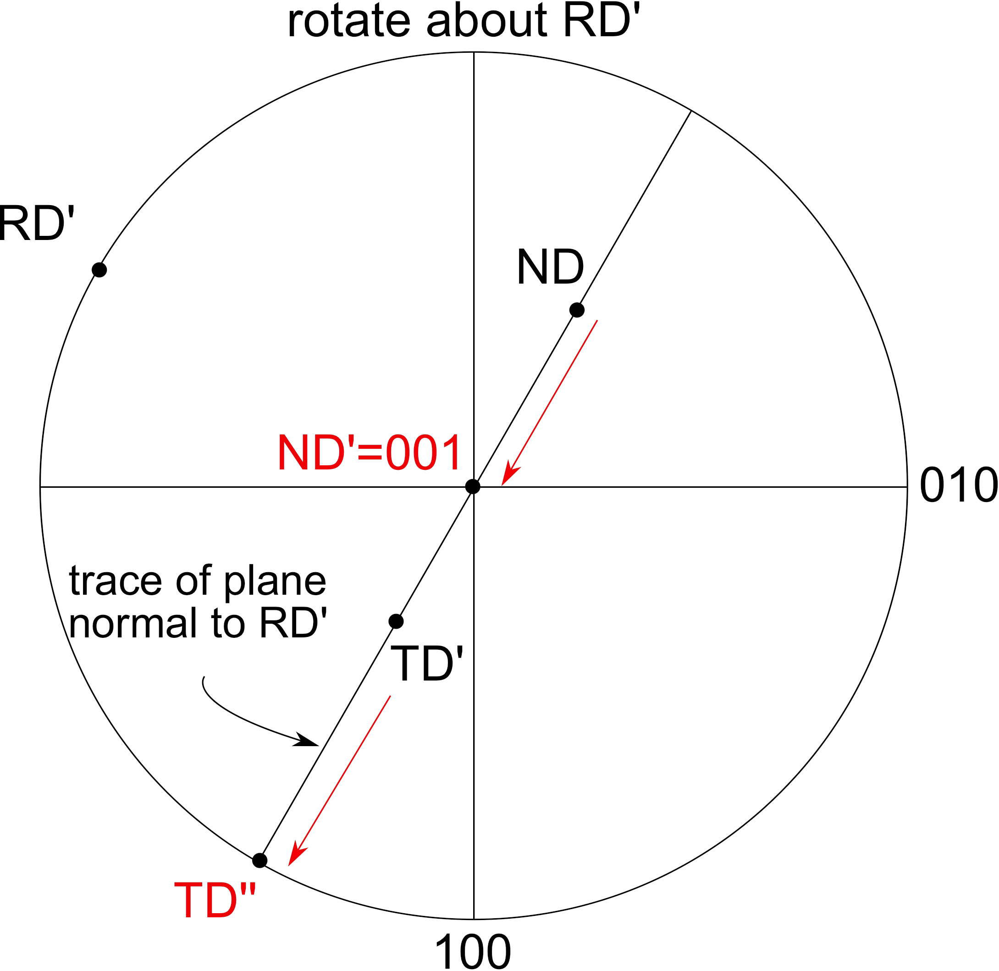 rotate about RD'
RD'
ND
ND'=001
010
trace of plane
normal to RD'
TD'
TD"
100